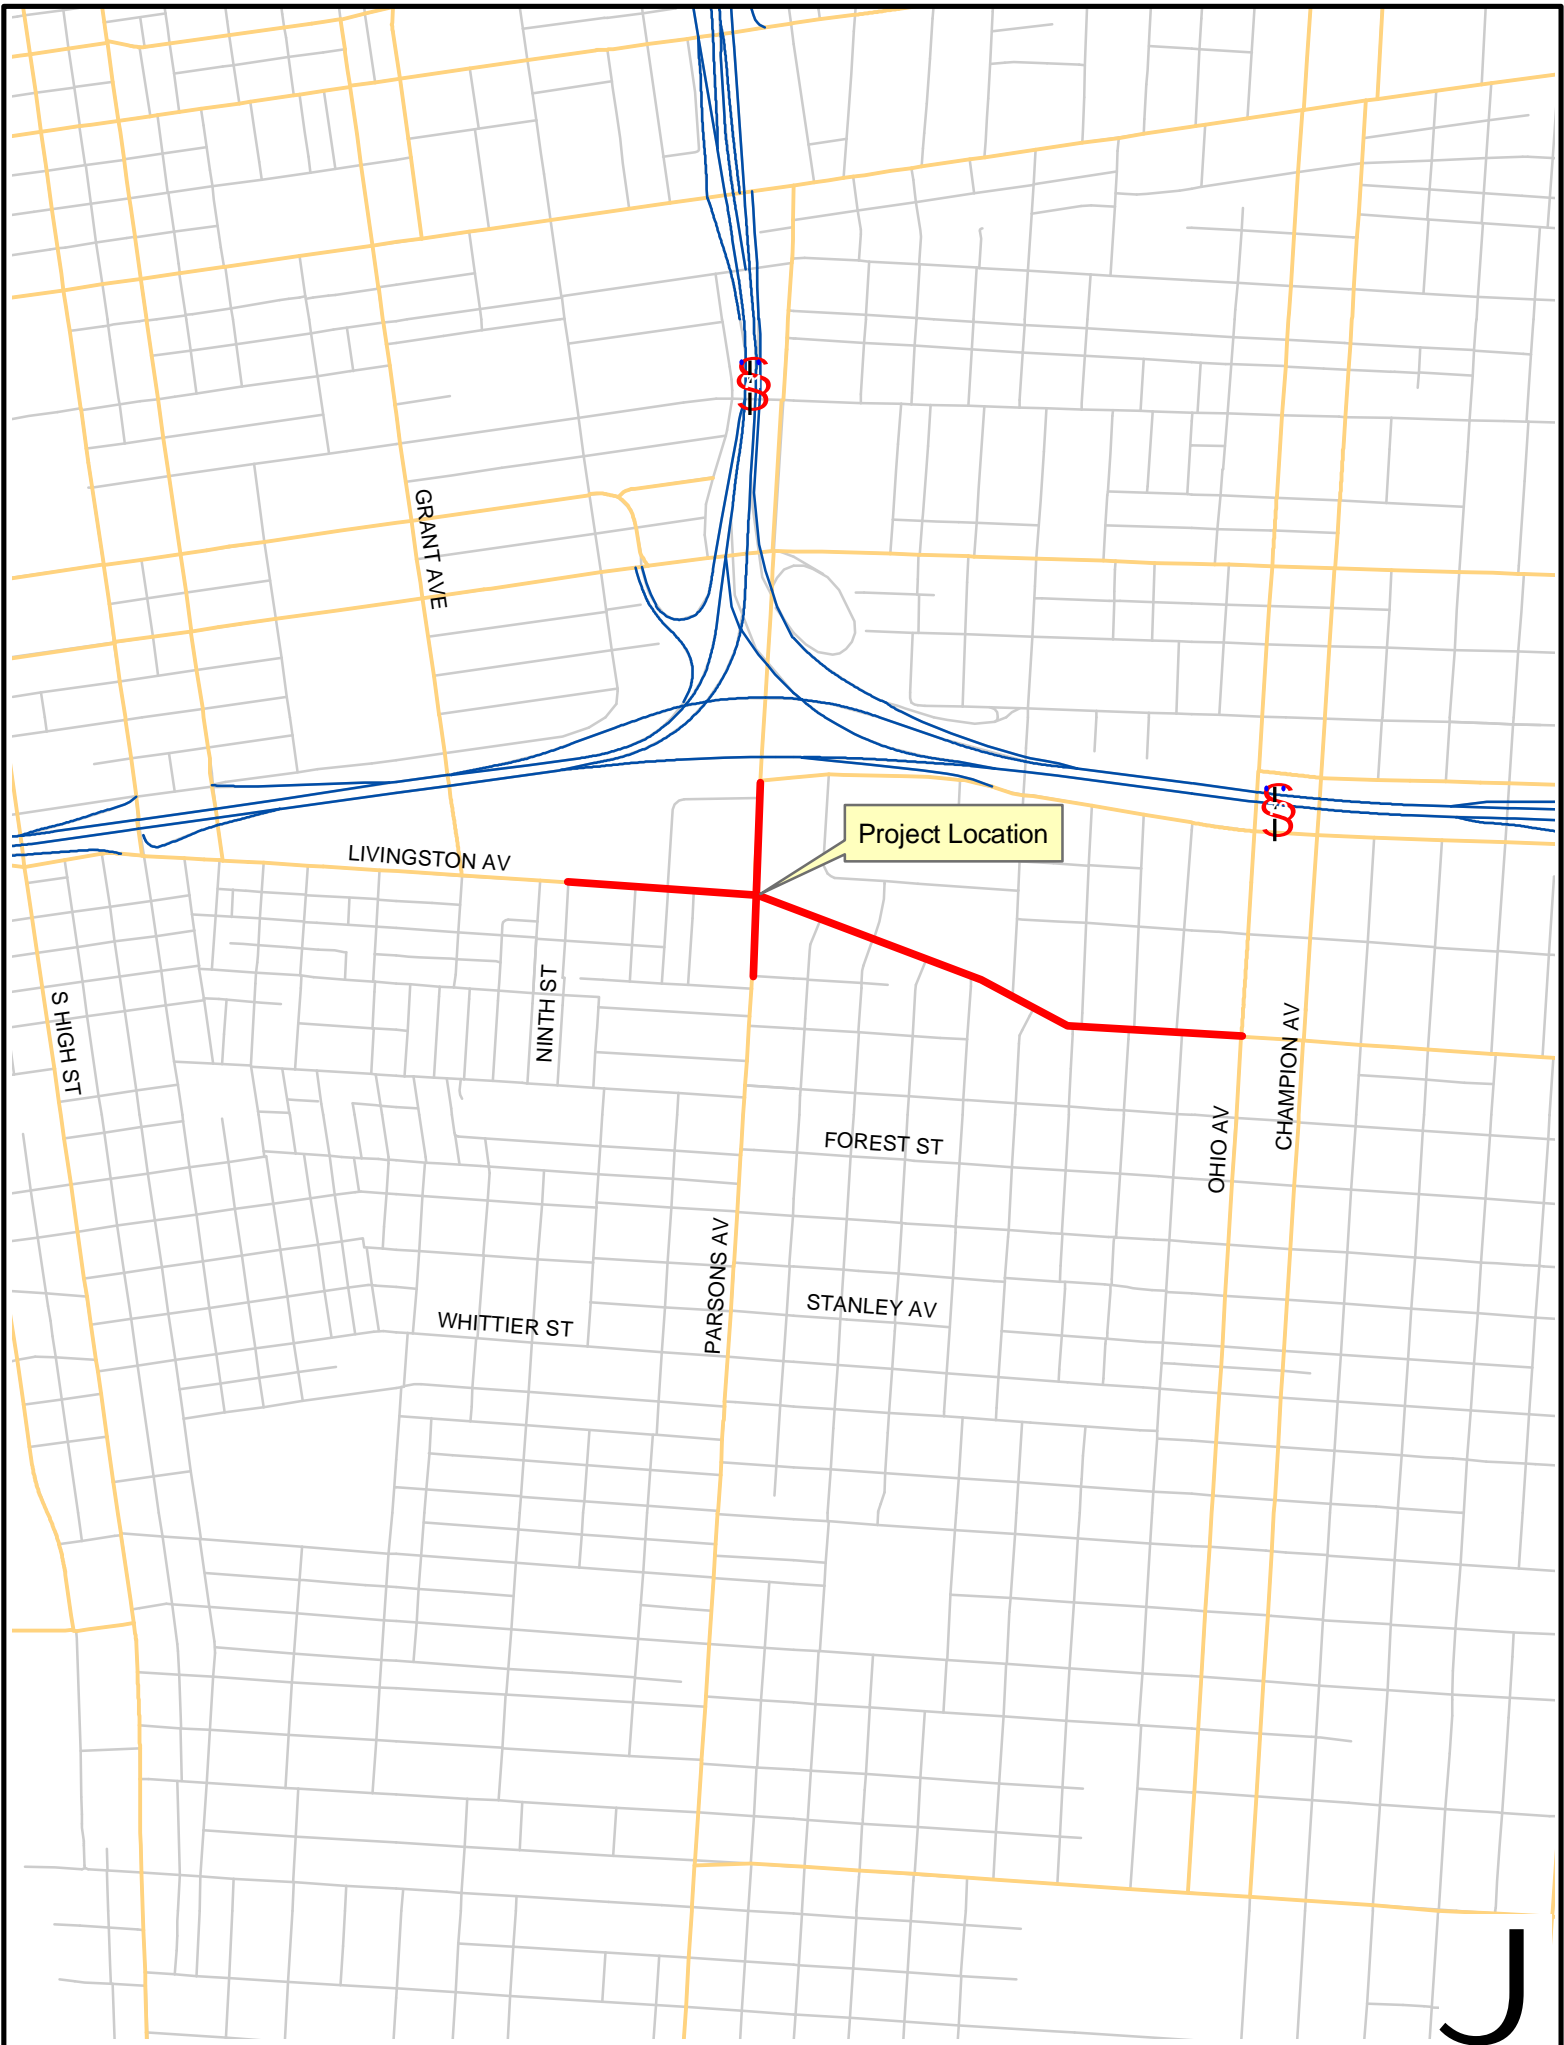 GRANT AVE
Project Location
LIVINGSTON AV
NINTH ST
S HIGH ST
CHAMPION AV
OHIO AV
FOREST ST
PARSONS AV
STANLEY AV
WHITTIER ST
J